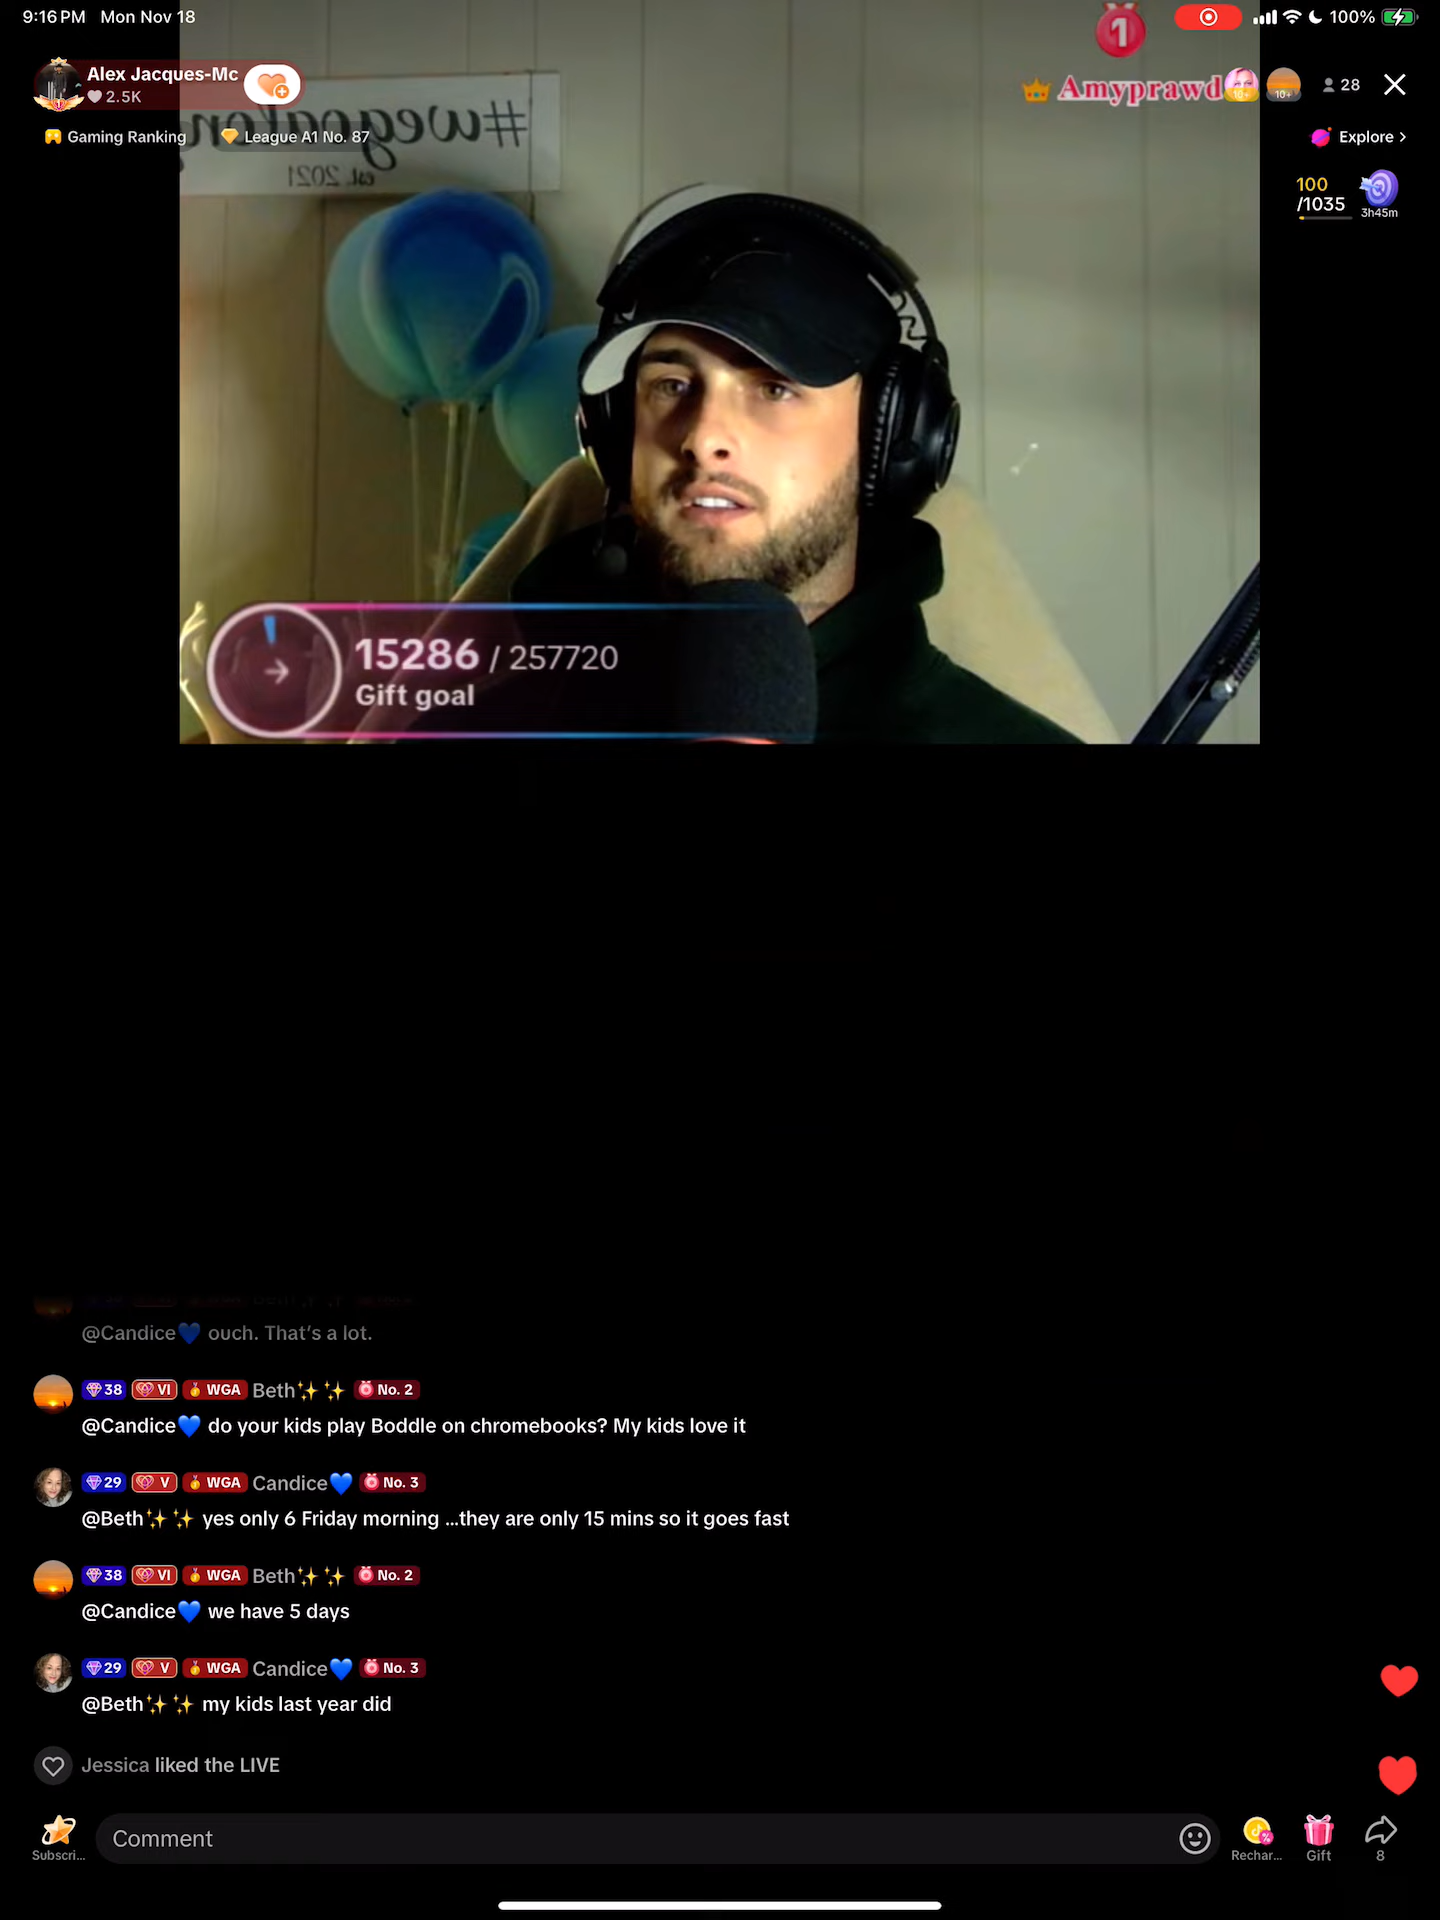 9:16 PM Mon Nov 18
100%
1
Alex Jacques-Mc
2.5K
Amyprawd
10+
10+
28
Gaming Ranking
League A1 No. 87
Explore >
#wegoator
est. 2021
100
/1035
3h45m
15286 / 257720
Gift goal
@Candice💙 ouch. That's a lot.
38 VI WGA Beth✨✨ No. 2
@Candice💙 do your kids play Boddle on chromebooks? My kids love it
29 V WGA Candice💙 No. 3
@Beth✨✨ yes only 6 Friday morning ...they are only 15 mins so it goes fast
38 VI WGA Beth✨✨ No. 2
@Candice💙 we have 5 days
29 V WGA Candice💙 No. 3
@Beth✨✨ my kids last year did
Jessica liked the LIVE
Subscri...
Comment
Rechar...
Gift
8